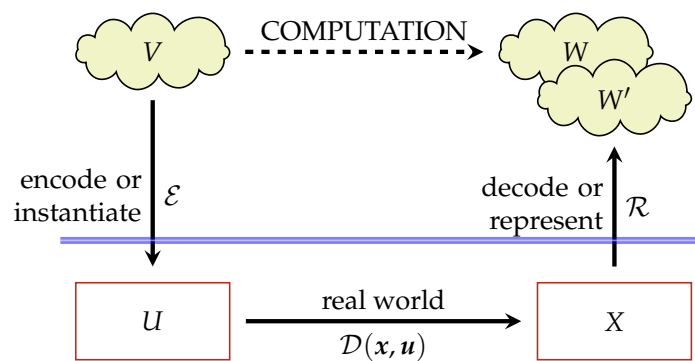 COMPUTATION
V
W
W′
encode or
instantiate
ℰ
decode or
represent
ℛ
real world
U
X
𝒟(x, u)